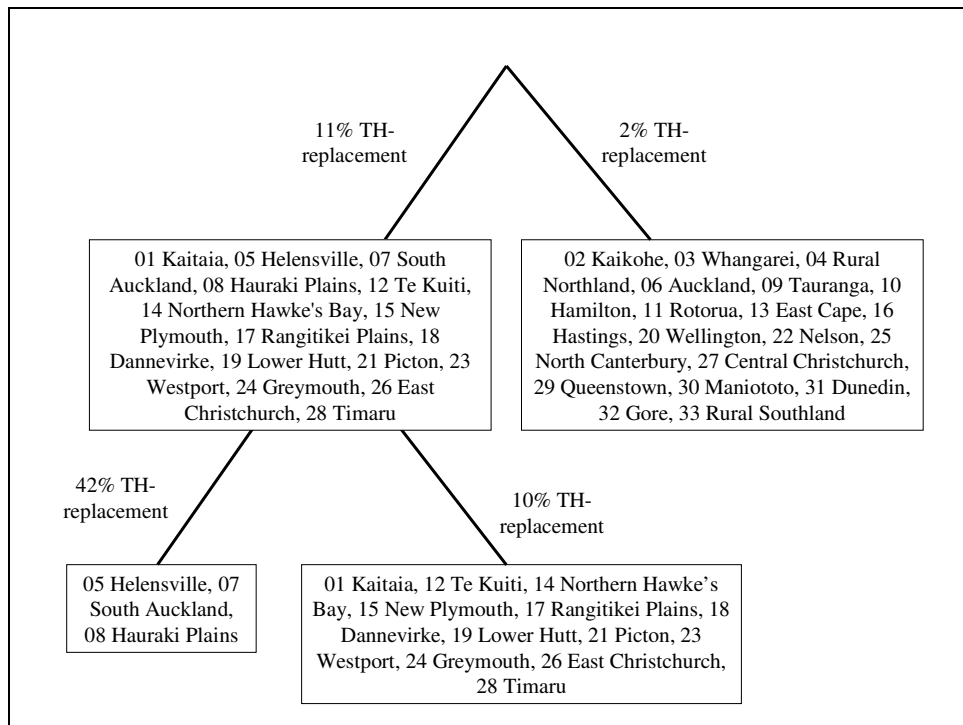 11% TH-
replacement
2% TH-
replacement
01 Kaitaia, 05 Helensville, 07 South
Auckland, 08 Hauraki Plains, 12 Te Kuiti,
14 Northern Hawke's Bay, 15 New
Plymouth, 17 Rangitikei Plains, 18
Dannevirke, 19 Lower Hutt, 21 Picton, 23
Westport, 24 Greymouth, 26 East
Christchurch, 28 Timaru
02 Kaikohe, 03 Whangarei, 04 Rural
Northland, 06 Auckland, 09 Tauranga, 10
Hamilton, 11 Rotorua, 13 East Cape, 16
Hastings, 20 Wellington, 22 Nelson, 25
North Canterbury, 27 Central Christchurch,
29 Queenstown, 30 Maniototo, 31 Dunedin,
32 Gore, 33 Rural Southland
42% TH-
replacement
10% TH-
replacement
05 Helensville, 07
South Auckland,
08 Hauraki Plains
01 Kaitaia, 12 Te Kuiti, 14 Northern Hawke’s
Bay, 15 New Plymouth, 17 Rangitikei Plains, 18
Dannevirke, 19 Lower Hutt, 21 Picton, 23
Westport, 24 Greymouth, 26 East Christchurch,
28 Timaru